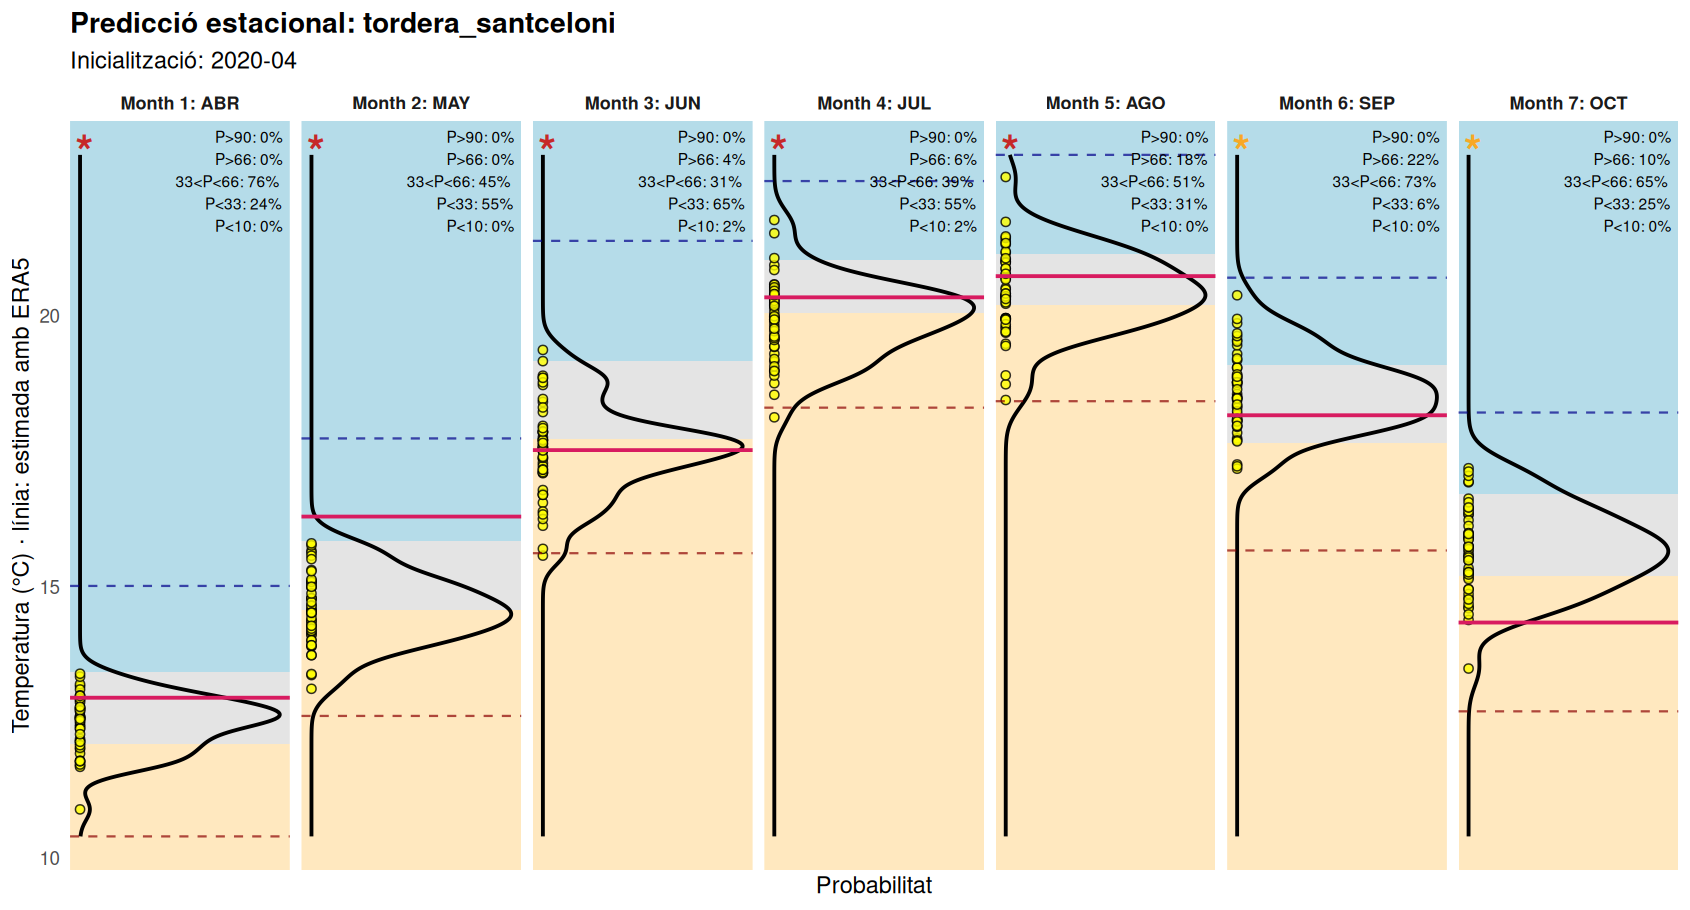 Predicció estacional: tordera_santceloni
Inicialització: 2020-04
Month 1: ABR
Month 2: MAY
Month 3: JUN
Month 4: JUL
Month 5: AGO
Month 6: SEP
Month 7: OCT
*
P>90: 0%
P>66: 0%
33<P<66: 76%
P<33: 24%
P<10: 0%
*
P>90: 0%
P>66: 0%
33<P<66: 45%
P<33: 55%
P<10: 0%
*
P>90: 0%
P>66: 4%
33<P<66: 31%
P<33: 65%
P<10: 2%
*
P>90: 0%
P>66: 6%
33<P<66: 39%
P<33: 55%
P<10: 2%
*
P>90: 0%
P>66: 18%
33<P<66: 51%
P<33: 31%
P<10: 0%
*
P>90: 0%
P>66: 22%
33<P<66: 73%
P<33: 6%
P<10: 0%
*
P>90: 0%
P>66: 10%
33<P<66: 65%
P<33: 25%
P<10: 0%
Temperatura (°C) · línia: estimada amb ERA5
20
15
10
Probabilitat